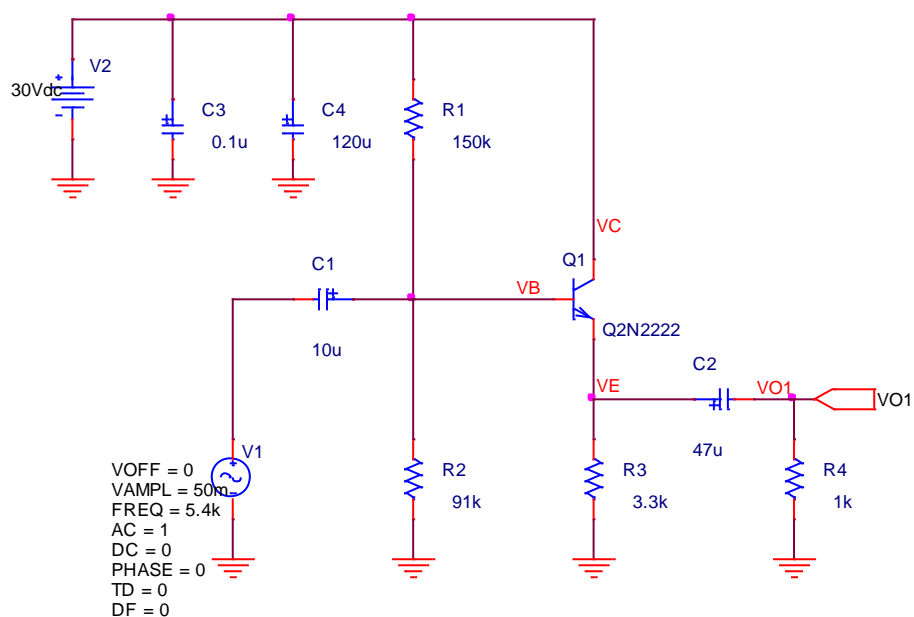 V2
30Vdc
C3
0.1u
C4
120u
R1
150k
VC
C1
10u
VB
Q1
Q2N2222
VE
C2
47u
VO1
VO1
V1
VOFF = 0
VAMPL = 50m
FREQ = 5.4k
AC = 1
DC = 0
PHASE = 0
TD = 0
DF = 0
R2
91k
R3
3.3k
R4
1k